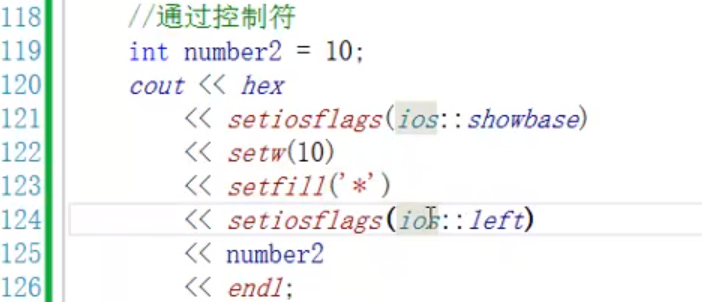 118 //通过控制符
119 int number2 = 10;
120 cout << hex
121 << setiosflags(ios::showbase)
122 << setw(10)
123 << setfill('*')
124 << setiosflags(ios::left)
125 << number2
126 << endl;